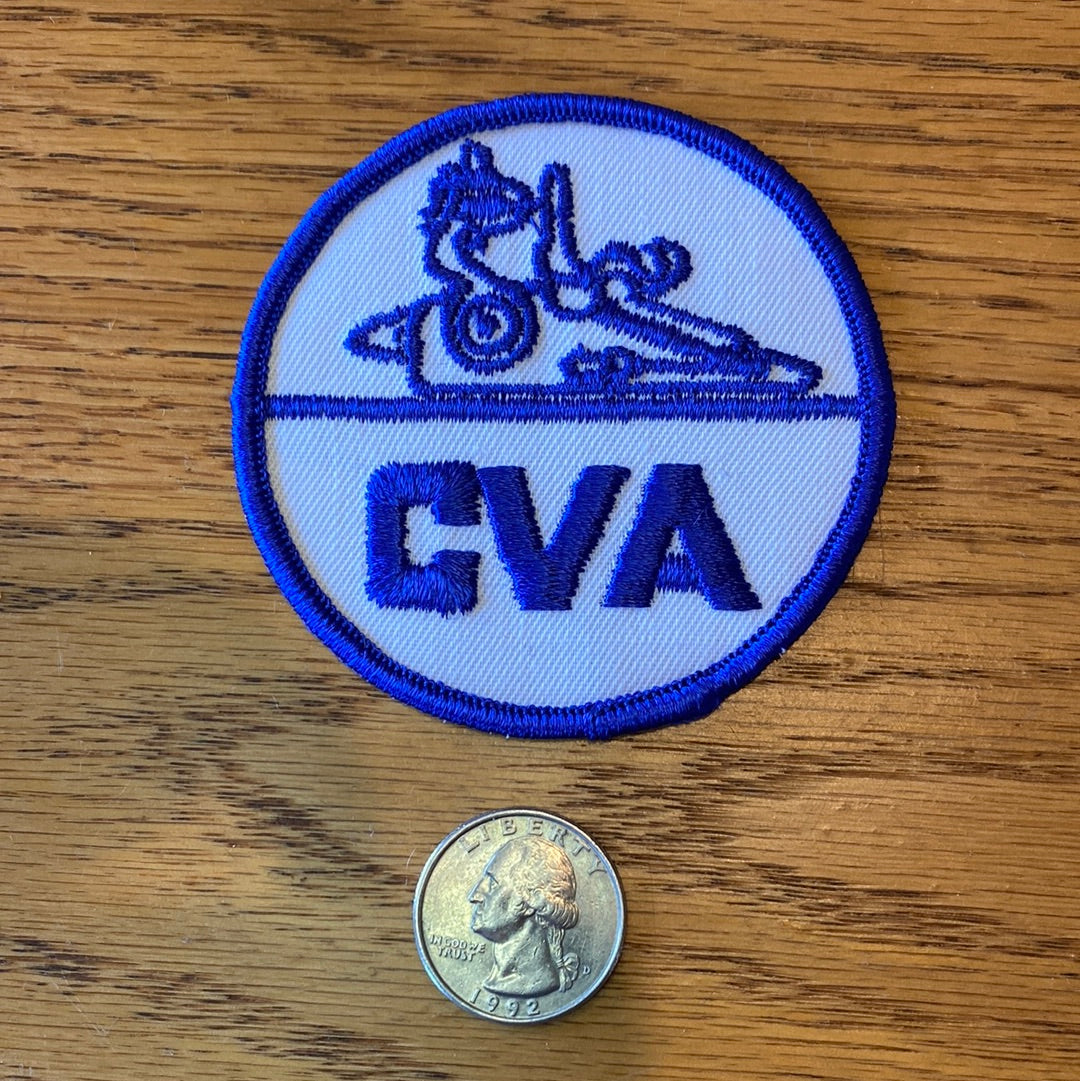 CVA
LIBERTY
IN GOD WE
TRUST
D
1992